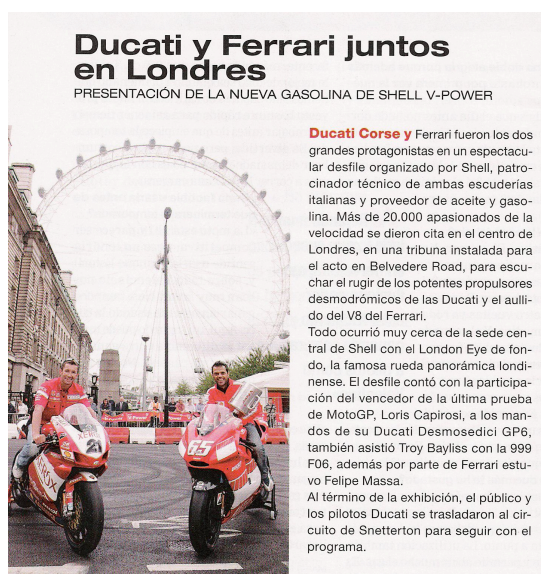 Ducati y Ferrari juntos
en Londres
PRESENTACIÓN DE LA NUEVA GASOLINA DE SHELL V-POWER
Ducati Corse y Ferrari fueron los dos
grandes protagonistas en un espectacu-
lar desfile organizado por Shell, patro-
cinador técnico de ambas escuderías
italianas y proveedor de aceite y gaso-
lina. Más de 20.000 apasionados de la
velocidad se dieron cita en el centro de
Londres, en una tribuna instalada para
el acto en Belvedere Road, para escu-
char el rugir de los potentes propulsores
desmodrómicos de las Ducati y el aulli-
do del V8 del Ferrari.
Todo ocurrió muy cerca de la sede cen-
tral de Shell con el London Eye de fon-
do, la famosa rueda panorámica londi-
nense. El desfile contó con la participa-
ción del vencedor de la última prueba
de MotoGP, Loris Capirosi, a los man-
dos de su Ducati Desmosedici GP6,
también asistió Troy Bayliss con la 999
F06, además por parte de Ferrari estu-
vo Felipe Massa.
Al término de la exhibición, el público y
los pilotos Ducati se trasladaron al cir-
cuito de Snetterton para seguir con el
programa.
65
XEROX